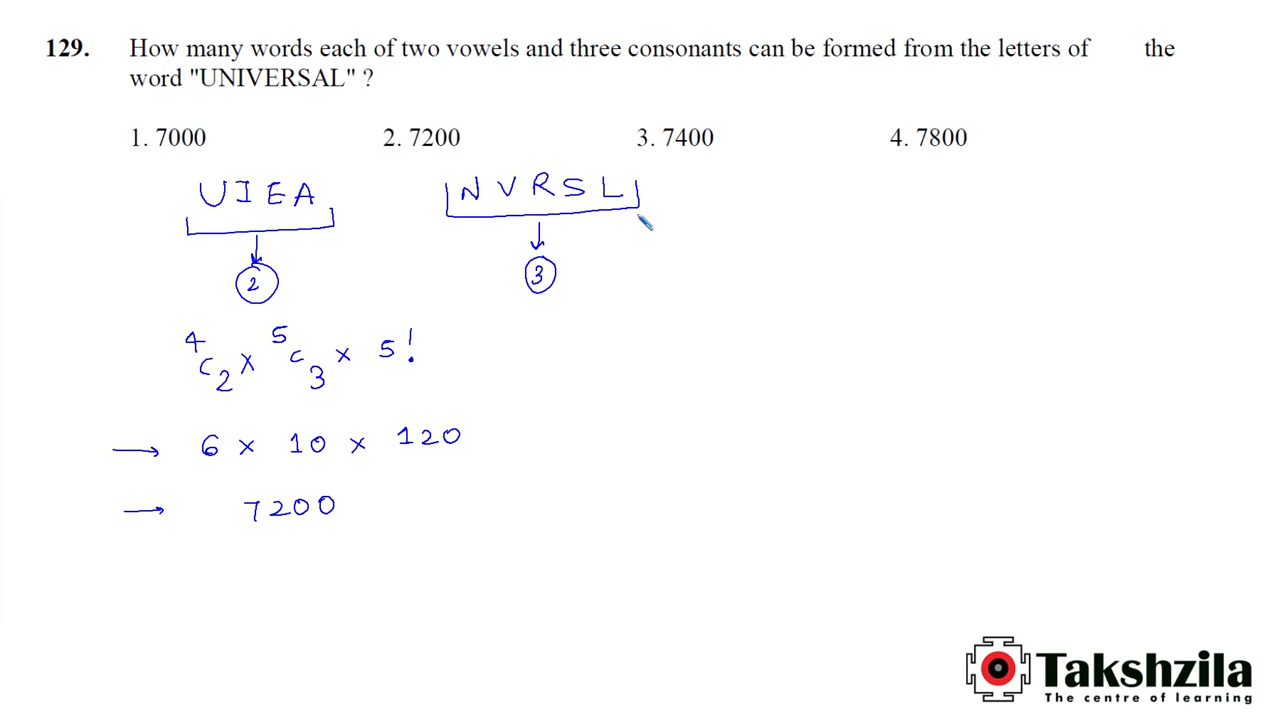 129. How many words each of two vowels and three consonants can be formed from the letters of the
word "UNIVERSAL" ?
1. 7000 2. 7200 3. 7400 4. 7800
UIEA NVRSL
2 3
⁴C₂ × ⁵C₃ × 5!
→ 6 × 10 × 120
→ 7200
Takshzila
The centre of learning